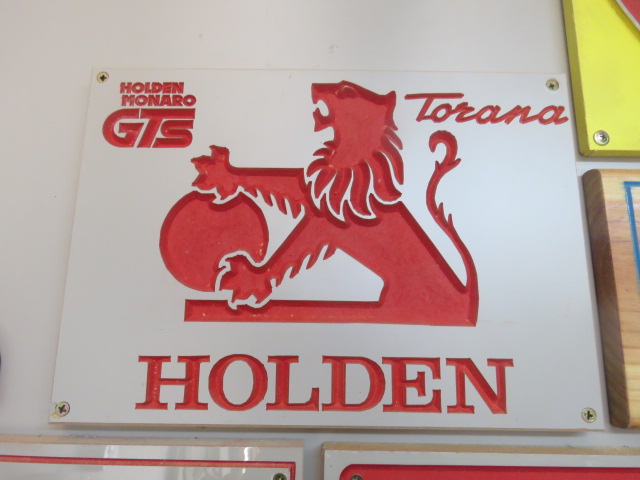 HOLDEN
MONARO
GTS
Torana
HOLDEN